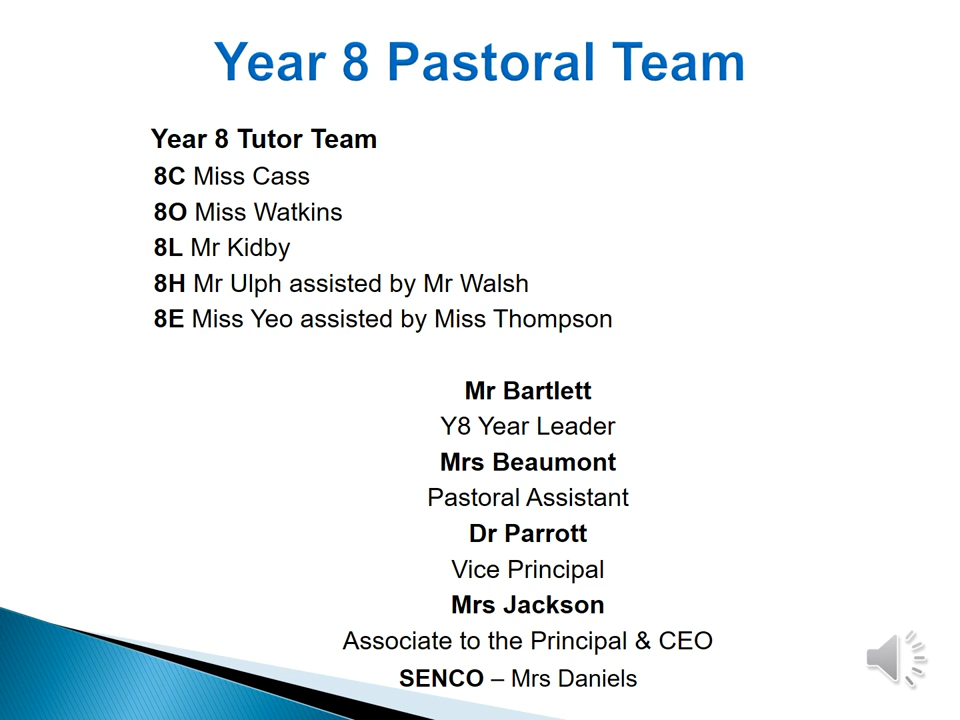 Year 8 Pastoral Team
Year 8 Tutor Team
8C Miss Cass
8O Miss Watkins
8L Mr Kidby
8H Mr Ulph assisted by Mr Walsh
8E Miss Yeo assisted by Miss Thompson
Mr Bartlett
Y8 Year Leader
Mrs Beaumont
Pastoral Assistant
Dr Parrott
Vice Principal
Mrs Jackson
Associate to the Principal & CEO
SENCO – Mrs Daniels